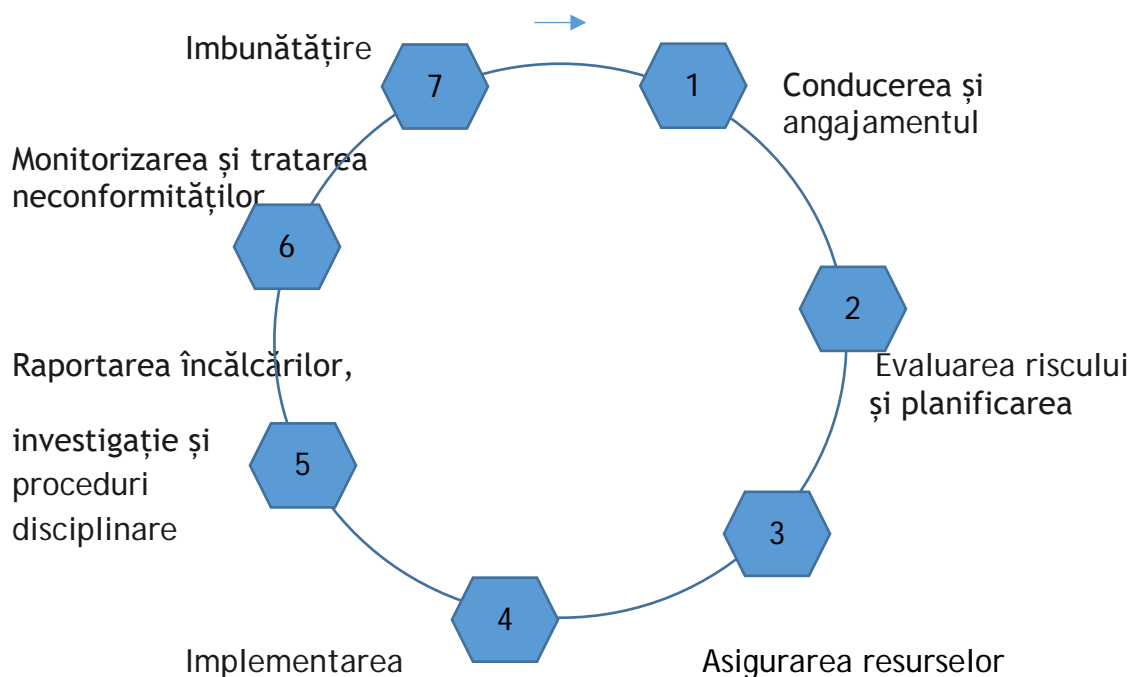 Imbunătățire
7
1
Conducerea și
angajamentul
Monitorizarea și tratarea
neconformităților
6
2
Evaluarea riscului
și planificarea
Raportarea încălcărilor,
investigație și
proceduri
disciplinare
5
3
4
Implementarea
Asigurarea resurselor